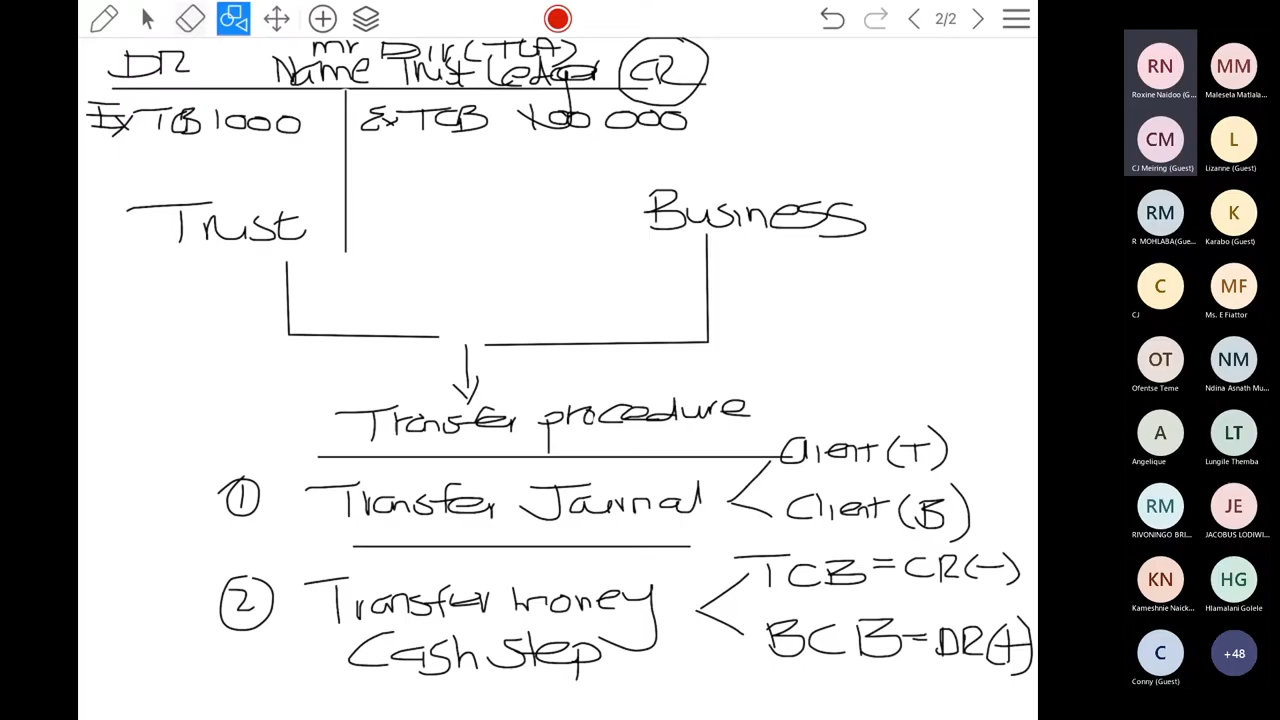 2/2
mr Dix (TLA)
DR Name Trust Ledger CR
Ex TCB 1000 Ex TCB 100 000
Trust Business
Transfer procedure
① Transfer Journal
Client (T)
Client (B)
② Transfer money
Cash step
TCB = CR(-)
BCB = DR(+)
RN
Roxine Naidoo (G...
MM
Malesela Matlala...
CM
CJ Meiring (Guest)
L
Lizanne (Guest)
RM
R MOHLABA(Gue...
K
Karabo (Guest)
C
CJ
MF
Ms. E Fiattor
OT
Ofentse Teme
NM
Ndina Asnath Mu...
A
Angelique
LT
Lungile Themba
RM
RIVONINGO BRI...
JE
JACOBUS LODIWI...
KN
Kameshnie Naick...
HG
Hlamalani Golele
C
Conny (Guest)
+48